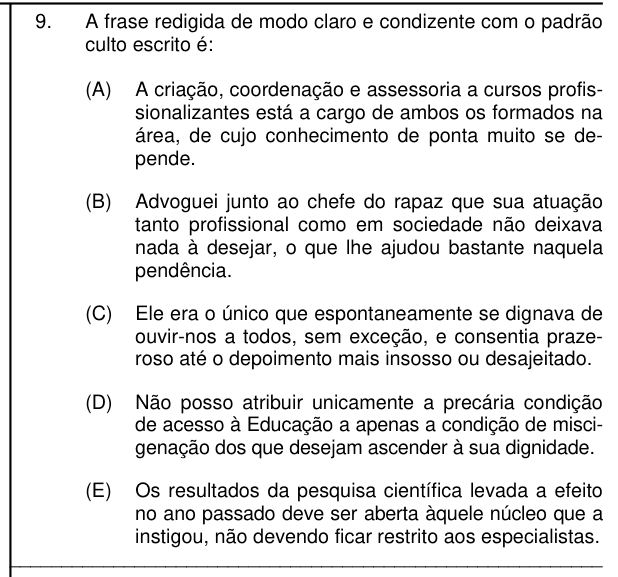 9. A frase redigida de modo claro e condizente com o padrão
culto escrito é:
(A) A criação, coordenação e assessoria a cursos profis-
sionalizantes está a cargo de ambos os formados na
área, de cujo conhecimento de ponta muito se de-
pende.
(B) Advoguei junto ao chefe do rapaz que sua atuação
tanto profissional como em sociedade não deixava
nada à desejar, o que lhe ajudou bastante naquela
pendência.
(C) Ele era o único que espontaneamente se dignava de
ouvir-nos a todos, sem exceção, e consentia praze-
roso até o depoimento mais insosso ou desajeitado.
(D) Não posso atribuir unicamente a precária condição
de acesso à Educação a apenas a condição de misci-
genação dos que desejam ascender à sua dignidade.
(E) Os resultados da pesquisa científica levada a efeito
no ano passado deve ser aberta àquele núcleo que a
instigou, não devendo ficar restrito aos especialistas.